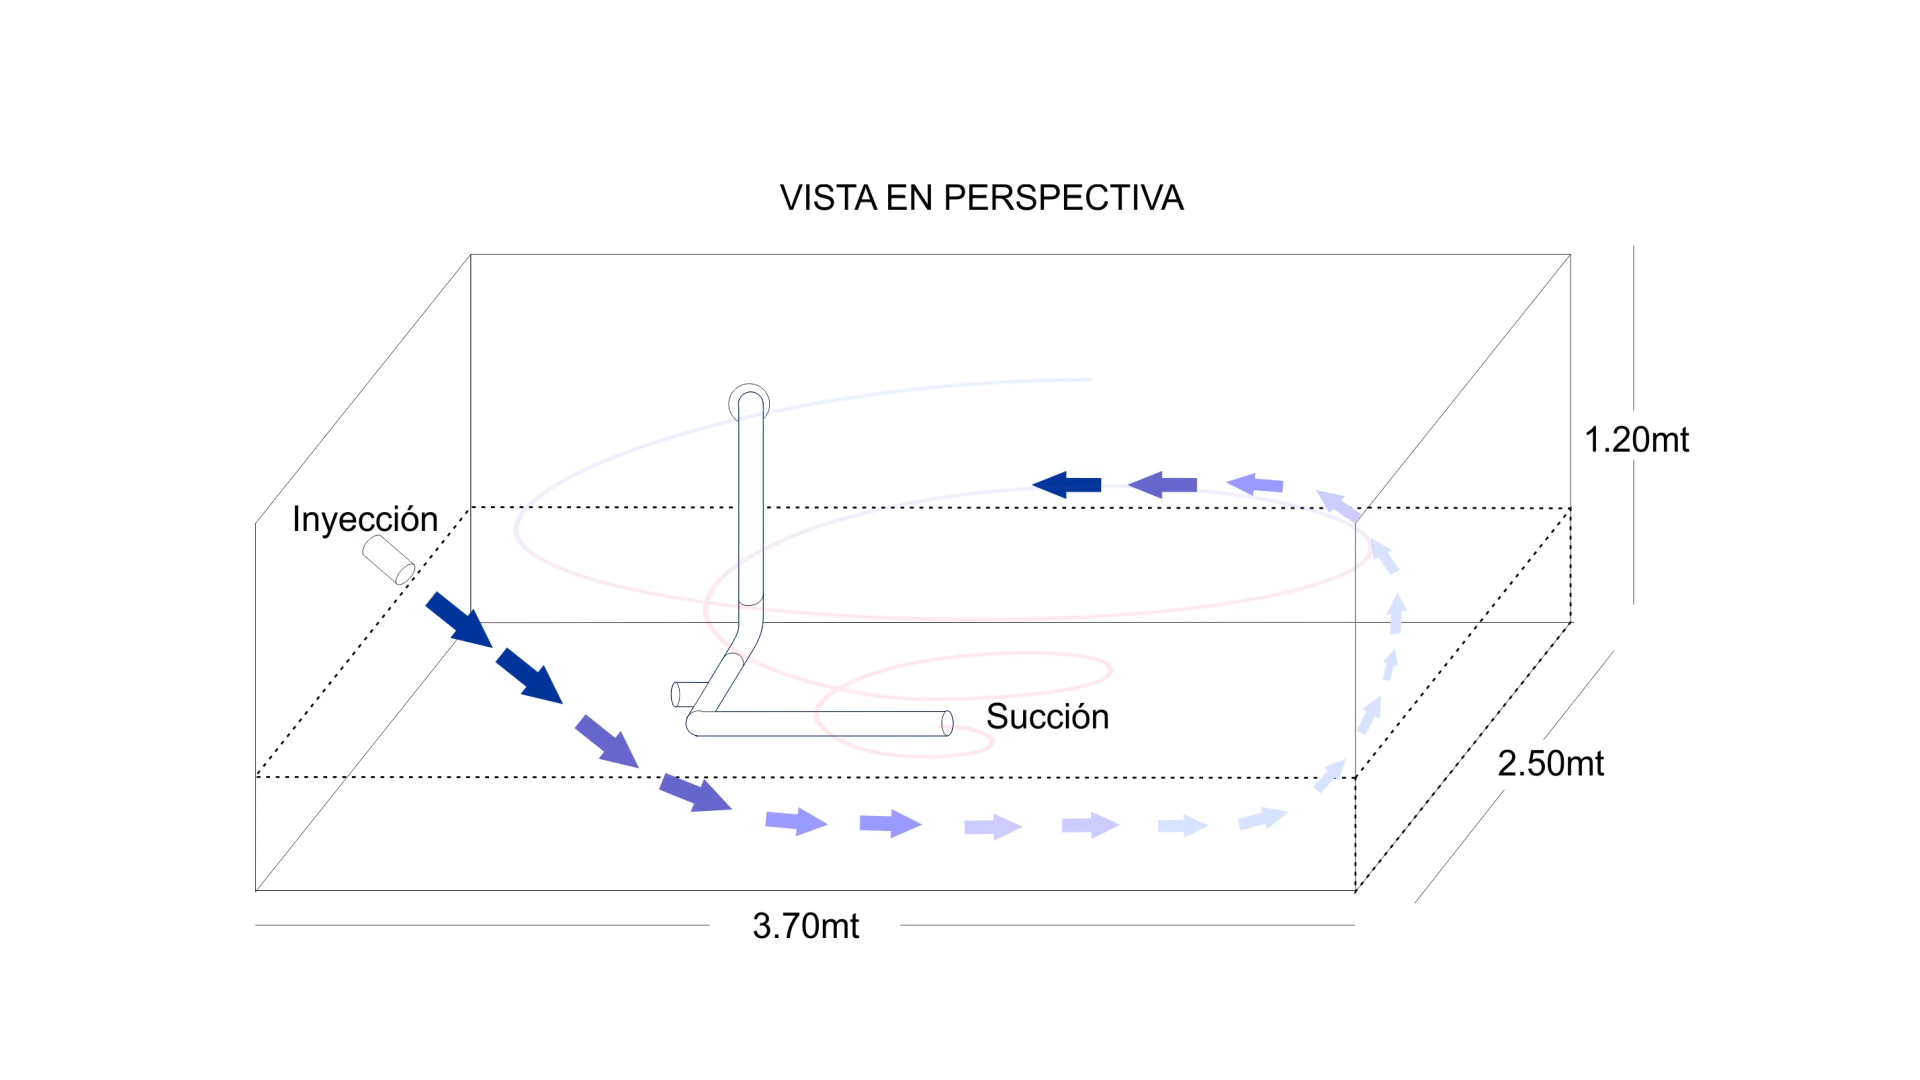 VISTA EN PERSPECTIVA
1.20mt
Inyección
Succión
2.50mt
3.70mt